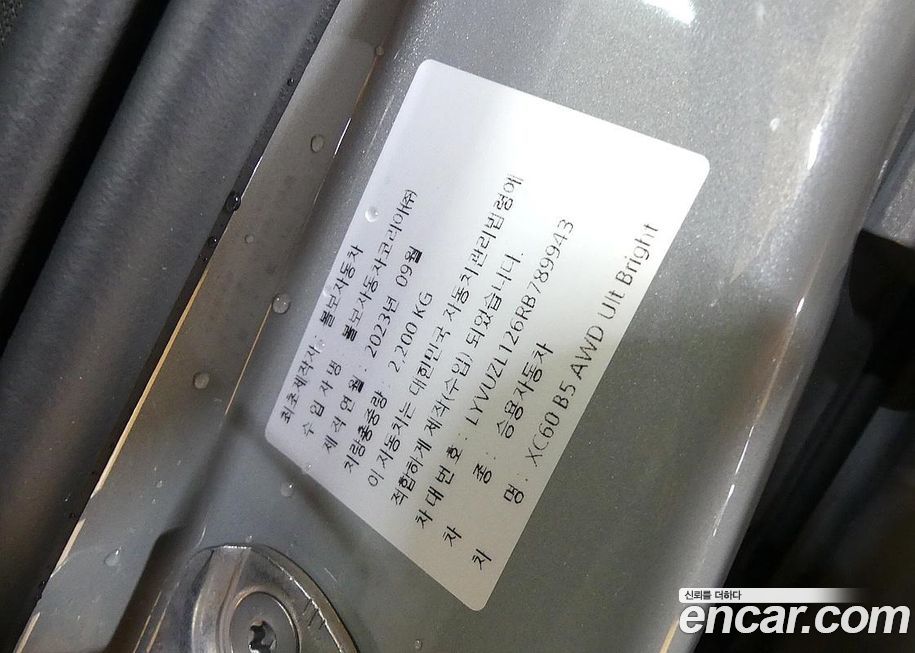 최초제작자 : 볼보자동차
수 입 자 명 : 볼보자동차코리아㈜
제 작 연 월 : 2023년 09월
차량총중량 : 2,200 KG
이 자동차는 대한민국 자동차관리법령에
적합하게 제작(수입) 되었습니다.
차 대 번 호 : LYVUZL126RB789943
차 종 : 승용자동차
차 명 : XC60 B5 AWD Ult Bright
신뢰를 더하다
encar.com